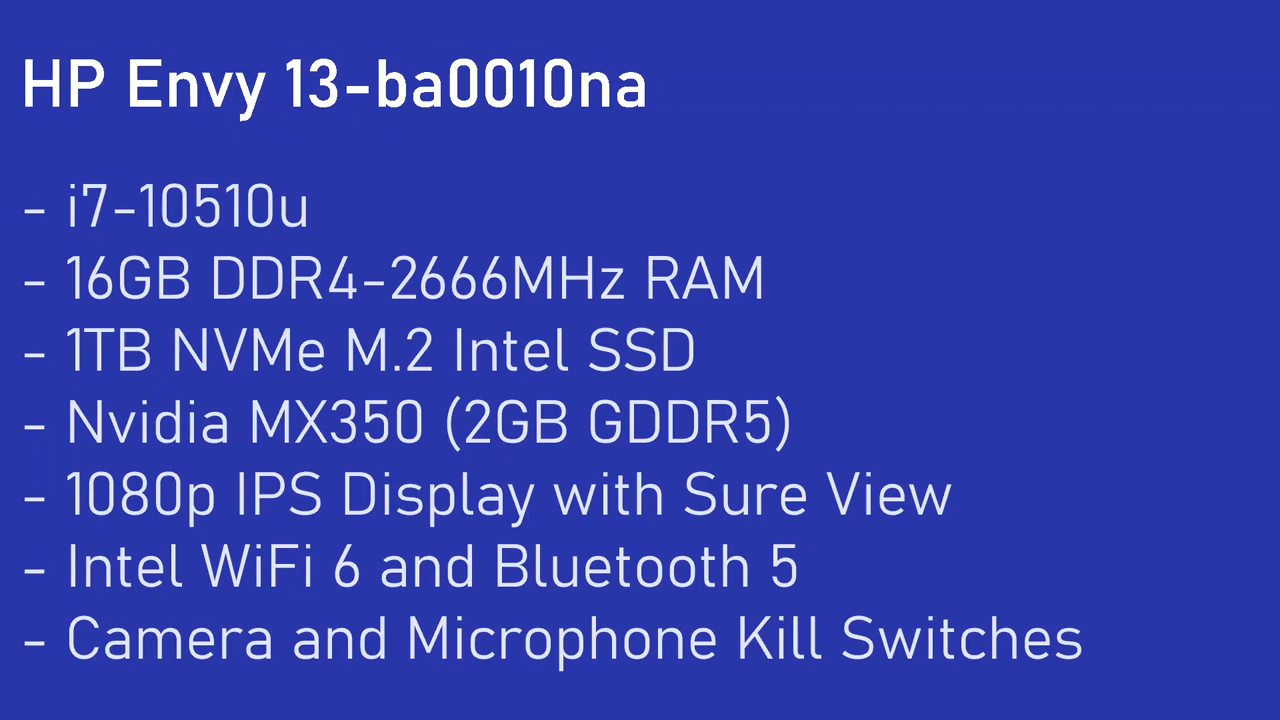 HP Envy 13-ba0010na
- i7-10510u
- 16GB DDR4-2666MHz RAM
- 1TB NVMe M.2 Intel SSD
- Nvidia MX350 (2GB GDDR5)
- 1080p IPS Display with Sure View
- Intel WiFi 6 and Bluetooth 5
- Camera and Microphone Kill Switches